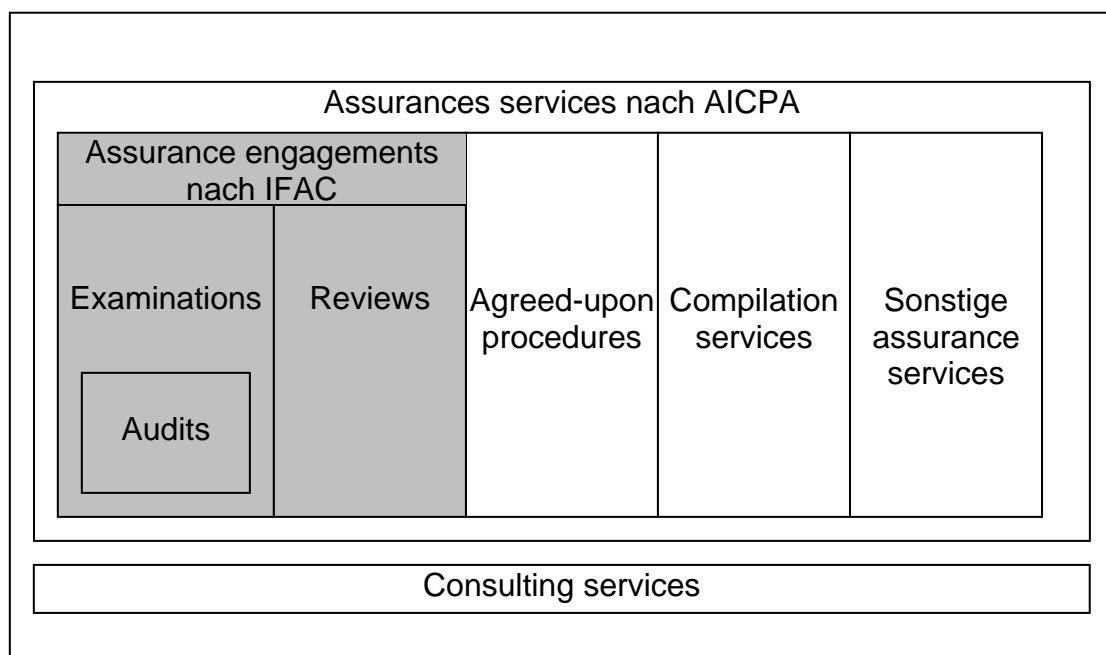 Assurances services nach AICPA
Assurance engagements
nach IFAC
Examinations
Reviews
Agreed-upon
procedures
Compilation
services
Sonstige
assurance
services
Audits
Consulting services